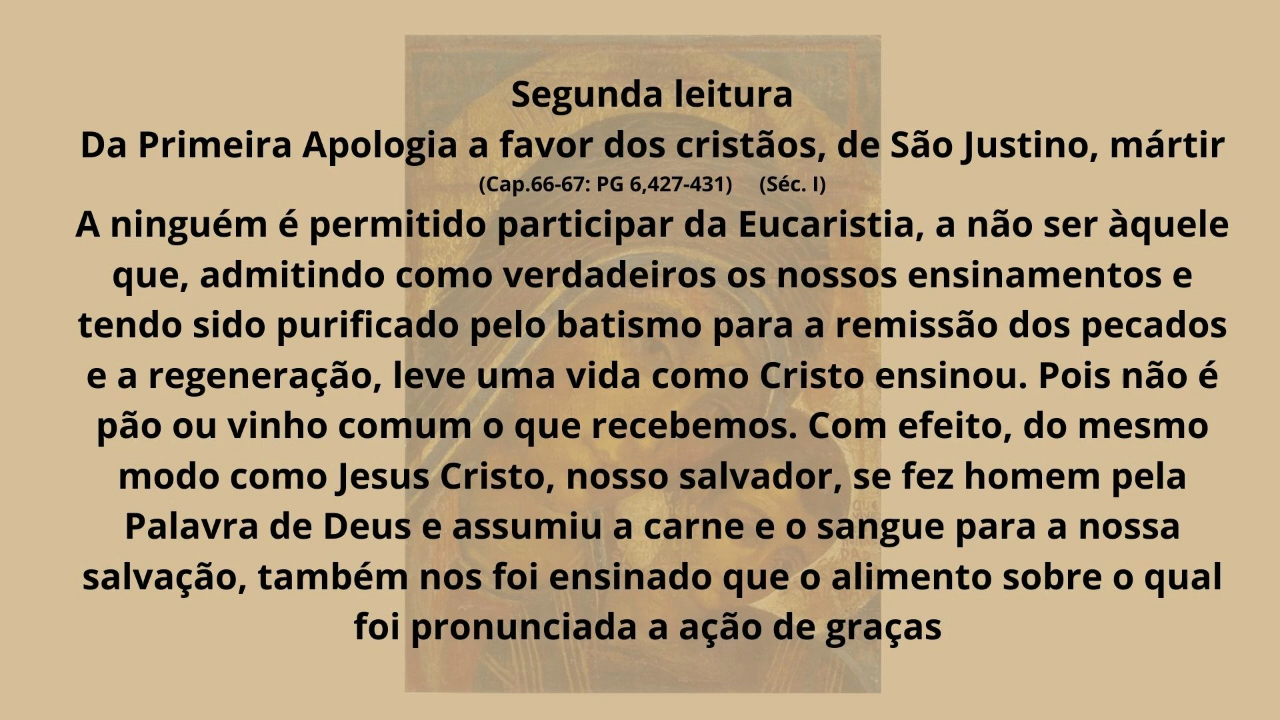 Segunda leitura
Da Primeira Apologia a favor dos cristãos, de São Justino, mártir
(Cap.66-67: PG 6,427-431) (Séc. I)
A ninguém é permitido participar da Eucaristia, a não ser àquele
que, admitindo como verdadeiros os nossos ensinamentos e
tendo sido purificado pelo batismo para a remissão dos pecados
e a regeneração, leve uma vida como Cristo ensinou. Pois não é
pão ou vinho comum o que recebemos. Com efeito, do mesmo
modo como Jesus Cristo, nosso salvador, se fez homem pela
Palavra de Deus e assumiu a carne e o sangue para a nossa
salvação, também nos foi ensinado que o alimento sobre o qual
foi pronunciada a ação de graças